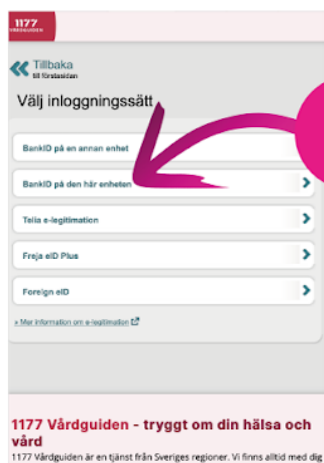 1177
VÅRDGUIDEN
Tillbaka
till förstasidan
Välj inloggningssätt
BankID på en annan enhet
BankID på den här enheten
Telia e-legitimation
Freja eID Plus
Foreign eID
» Mer information om e-legitimation
1177 Vårdguiden - tryggt om din hälsa och
vård
1177 Vårdguiden är en tjänst från Sveriges regioner. Vi finns alltid med dig